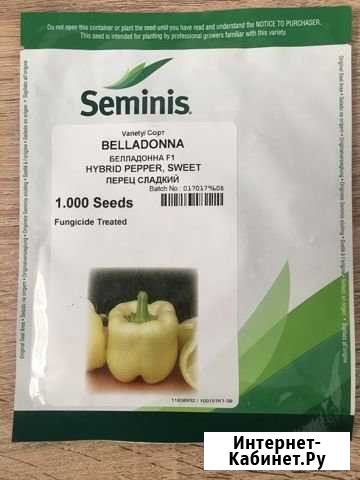 Do not open this container or plant the seed until you have read and understand the NOTICE TO PURCHASER.
This seed is intended for planting by professional growers familiar with this variety.
Seminis
Variety/ Сорт
BELLADONNA
БЕЛЛАДОННА F1
HYBRID PEPPER, SWEET
ПЕРЕЦ СЛАДКИЙ
Batch No
1.000 Seeds
Fungicide Treated
Интернет-
Кабинет.Ру